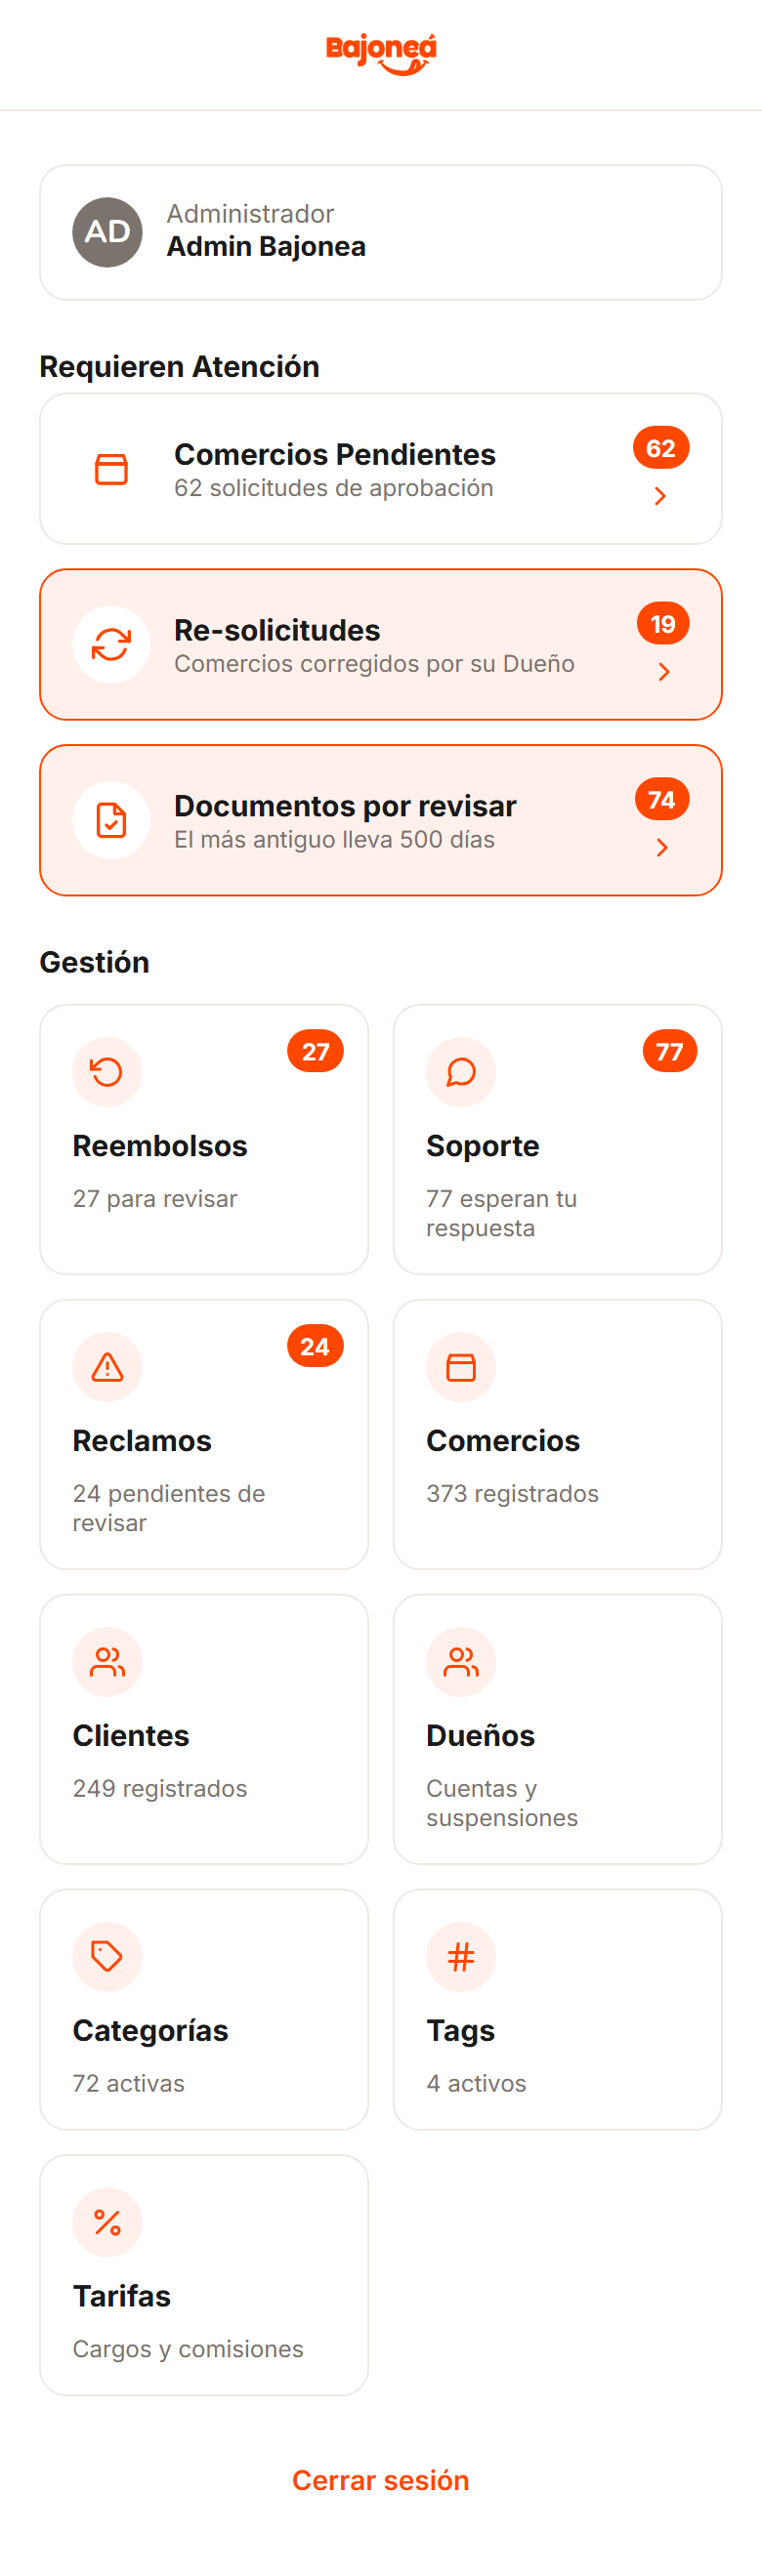 Bajoneá
AD
Administrador
Admin Bajonea
Requieren Atención
Comercios Pendientes
62 solicitudes de aprobación
62
Re-solicitudes
Comercios corregidos por su Dueño
19
Documentos por revisar
El más antiguo lleva 500 días
74
Gestión
27
Reembolsos
27 para revisar
77
Soporte
77 esperan tu
respuesta
24
Reclamos
24 pendientes de
revisar
Comercios
373 registrados
Clientes
249 registrados
Dueños
Cuentas y
suspensiones
Categorías
72 activas
Tags
4 activos
Tarifas
Cargos y comisiones
Cerrar sesión